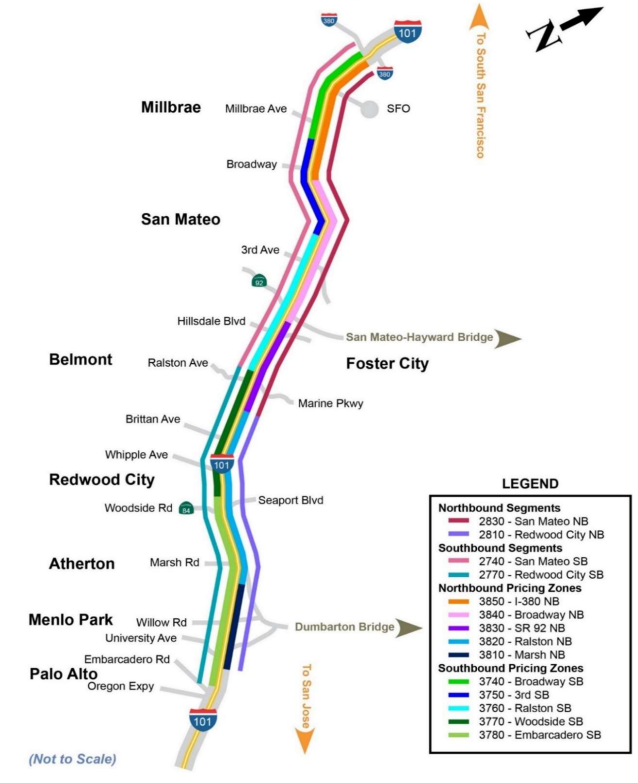 380
101
N
To South San Francisco
380
Millbrae
Millbrae Ave
SFO
Broadway
San Mateo
3rd Ave
92
Hillsdale Blvd
San Mateo-Hayward Bridge
Belmont
Ralston Ave
Foster City
Marine Pkwy
Brittan Ave
Whipple Ave
101
Redwood City
Woodside Rd
84
Seaport Blvd
Atherton
Marsh Rd
Menlo Park
Willow Rd
Dumbarton Bridge
University Ave
Embarcadero Rd
Palo Alto
Oregon Expy
To San Jose
101
(Not to Scale)
LEGEND
Northbound Segments
2830 - San Mateo NB
2810 - Redwood City NB
Southbound Segments
2740 - San Mateo SB
2770 - Redwood City SB
Northbound Pricing Zones
3850 - I-380 NB
3840 - Broadway NB
3830 - SR 92 NB
3820 - Ralston NB
3810 - Marsh NB
Southbound Pricing Zones
3740 - Broadway SB
3750 - 3rd SB
3760 - Ralston SB
3770 - Woodside SB
3780 - Embarcadero SB